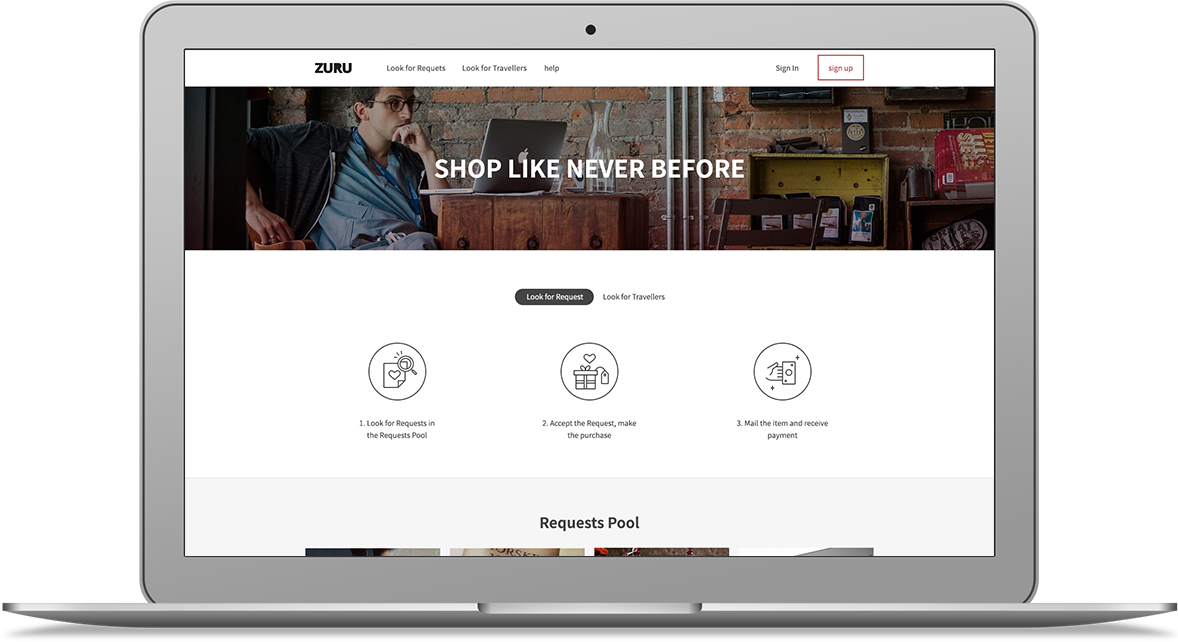 ZURU
Look for Requets
Look for Travellers
help
Sign In
sign up
SHOP LIKE NEVER BEFORE
Look for Request
Look for Travellers
1. Look for Requests in
the Requests Pool
2. Accept the Request, make
the purchase
3. Mail the item and receive
payment
Requests Pool